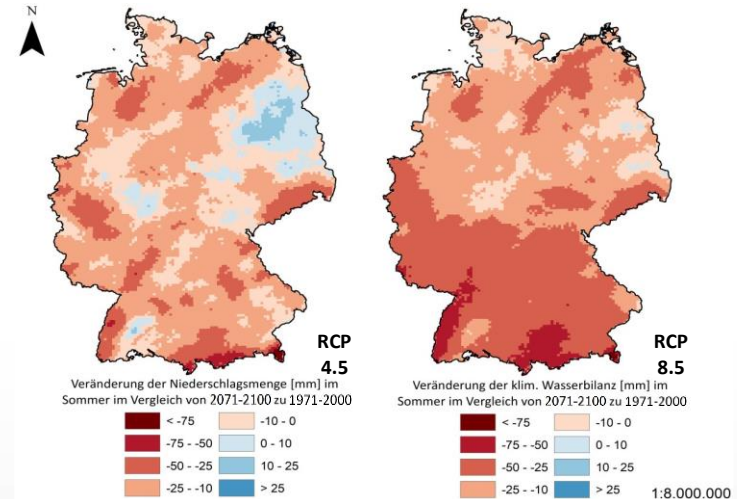 N
RCP
4.5
Veränderung der Niederschlagsmenge [mm] im
Sommer im Vergleich von 2071-2100 zu 1971-2000
< -75
-10 - 0
-75 - -50
0 - 10
-50 - -25
10 - 25
-25 - -10
> 25
RCP
8.5
Veränderung der klim. Wasserbilanz [mm] im
Sommer im Vergleich von 2071-2100 zu 1971-2000
< -75
-10 - 0
-75 - -50
0 - 10
-50 - -25
10 - 25
-25 - -10
> 25
1:8.000.000